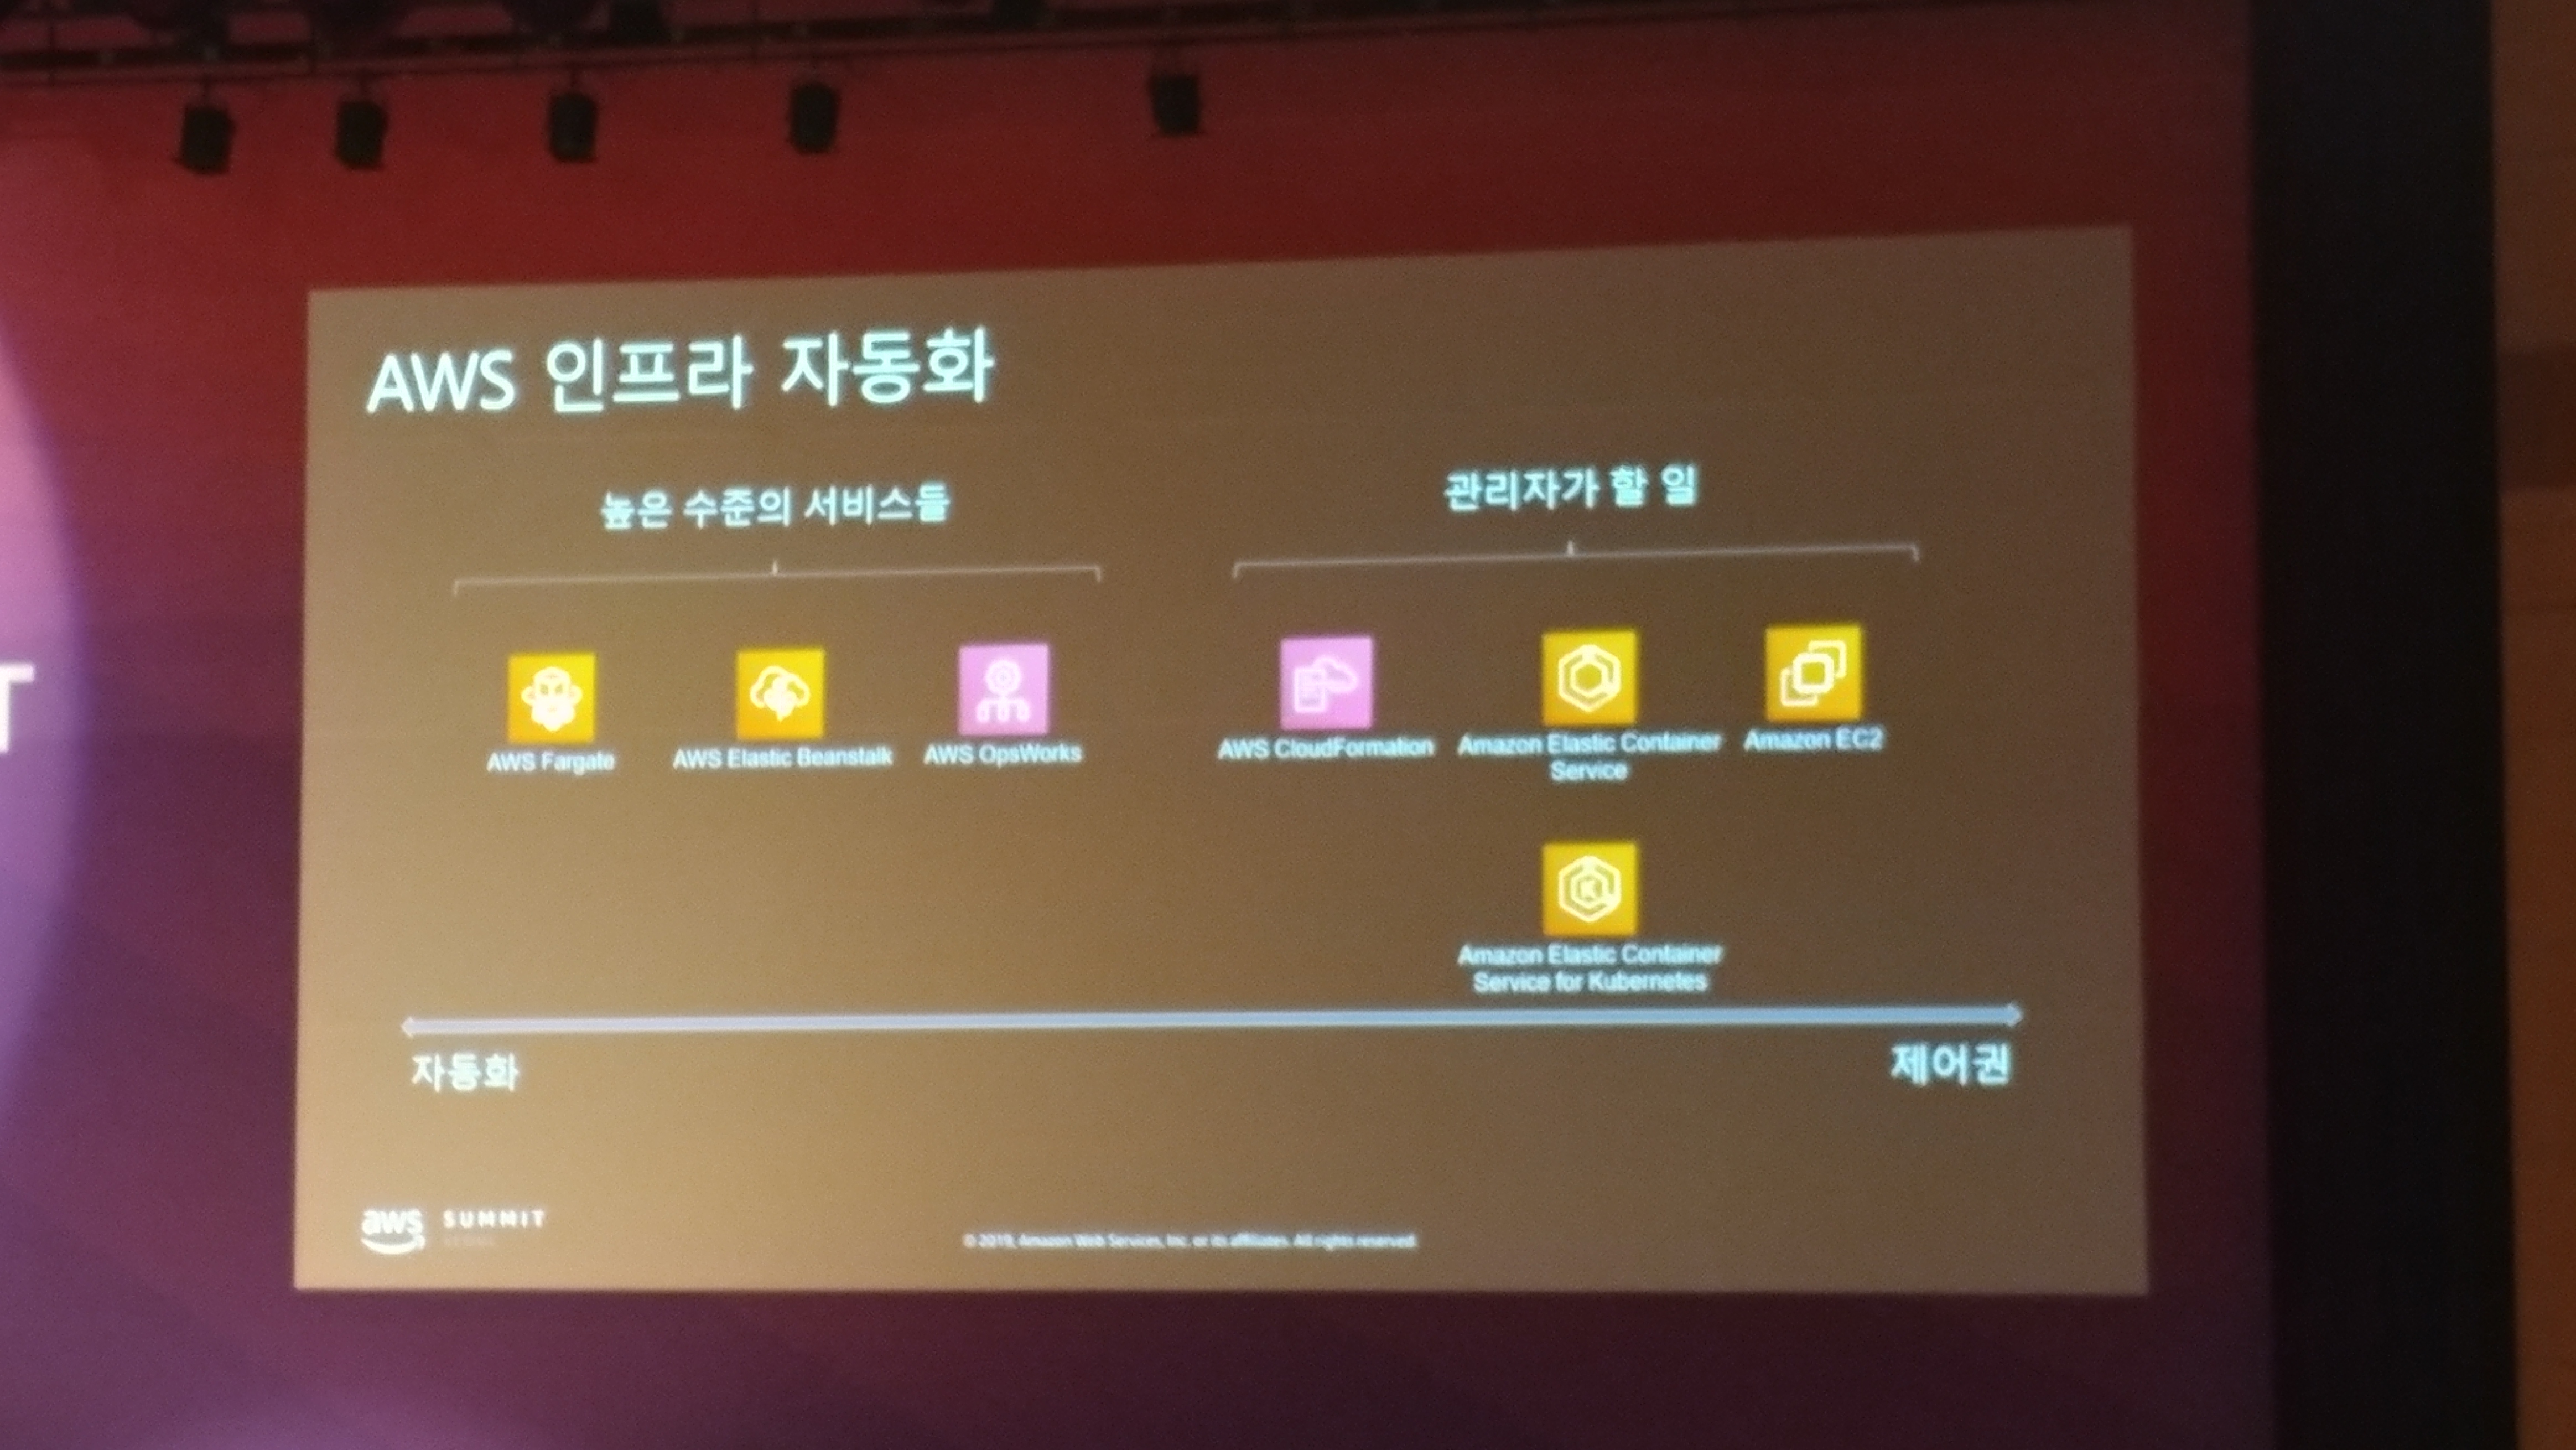 T
AWS 인프라 자동화
높은 수준의 서비스들
관리자가 할 일
AWS Fargate
AWS Elastic Beanstalk
AWS OpsWorks
AWS CloudFormation
Amazon Elastic Container
Service
Amazon EC2
Amazon Elastic Container
Service for Kubernetes
자동화
제어권
aws SUMMIT
© 2019, Amazon Web Services, Inc. or its affiliates. All rights reserved.